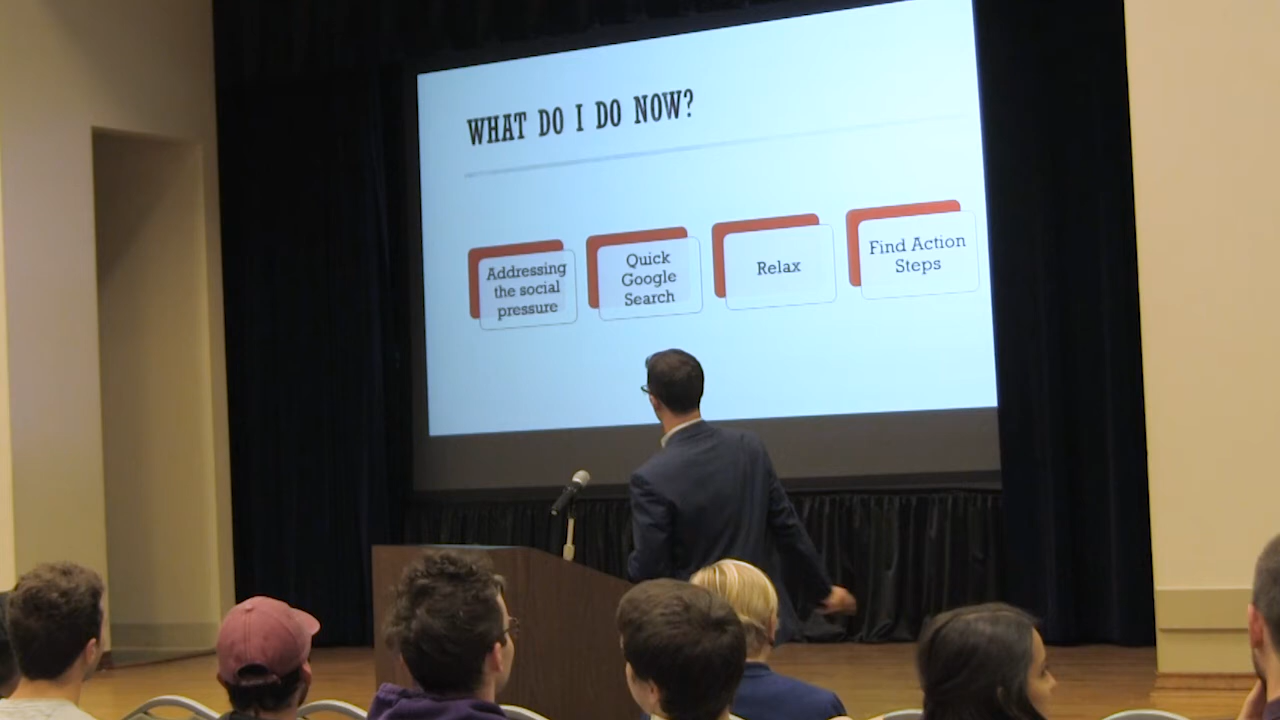 WHAT DO I DO NOW?
Addressing
the social
pressure
Quick
Google
Search
Relax
Find Action
Steps